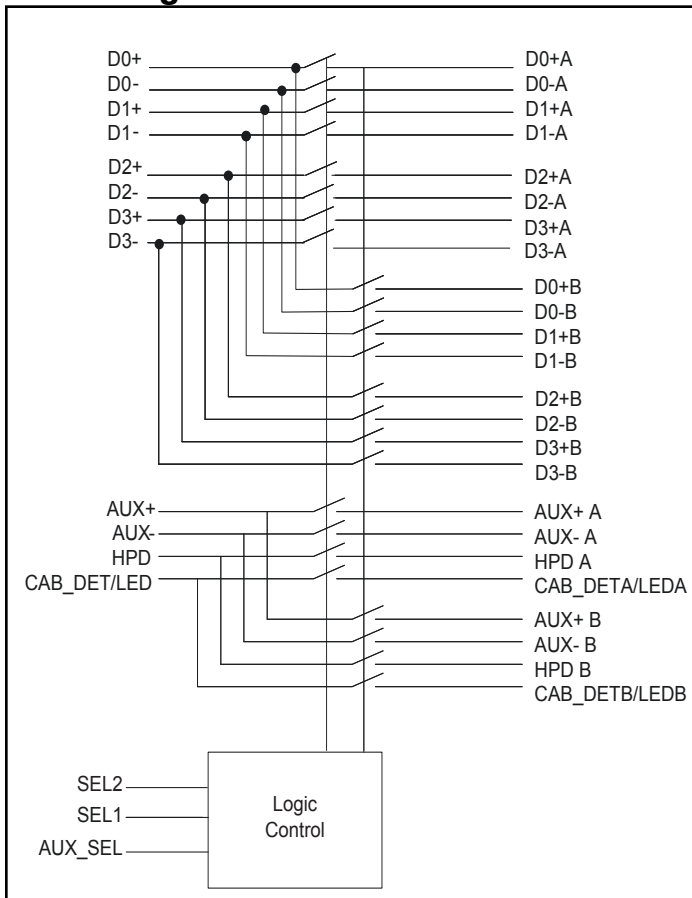 D0+ D0+A
D0- D0-A
D1+ D1+A
D1- D1-A
D2+ D2+A
D2- D2-A
D3+ D3+A
D3- D3-A
D0+B
D0-B
D1+B
D1-B
D2+B
D2-B
D3+B
D3-B
AUX+ AUX+ A
AUX- AUX- A
HPD HPD A
CAB_DET/LED CAB_DETA/LEDA
AUX+ B
AUX- B
HPD B
CAB_DETB/LEDB
SEL2
SEL1
AUX_SEL
Logic
Control